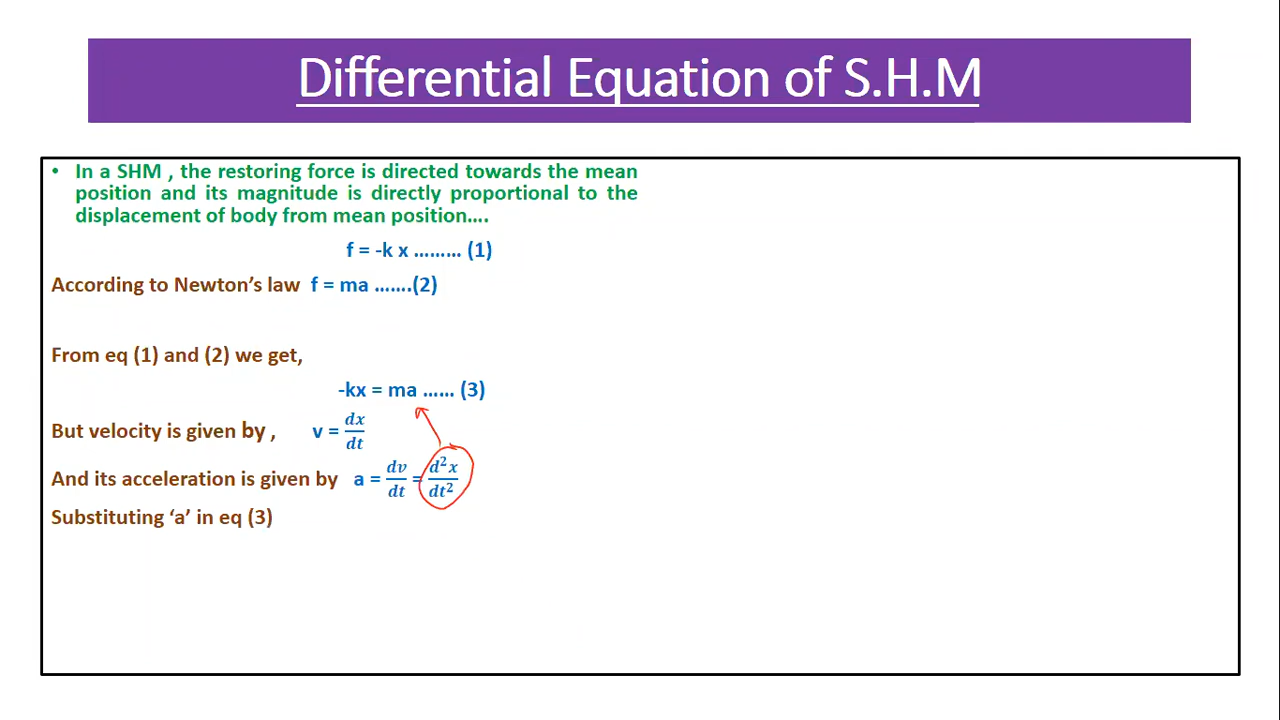 Differential Equation of S.H.M
• In a SHM , the restoring force is directed towards the mean
position and its magnitude is directly proportional to the
displacement of body from mean position....
f = -k x ......... (1)
According to Newton's law f = ma .......(2)
From eq (1) and (2) we get,
-kx = ma ...... (3)
But velocity is given by , v = dx/dt
And its acceleration is given by a = dv/dt = d²x/dt²
Substituting 'a' in eq (3)